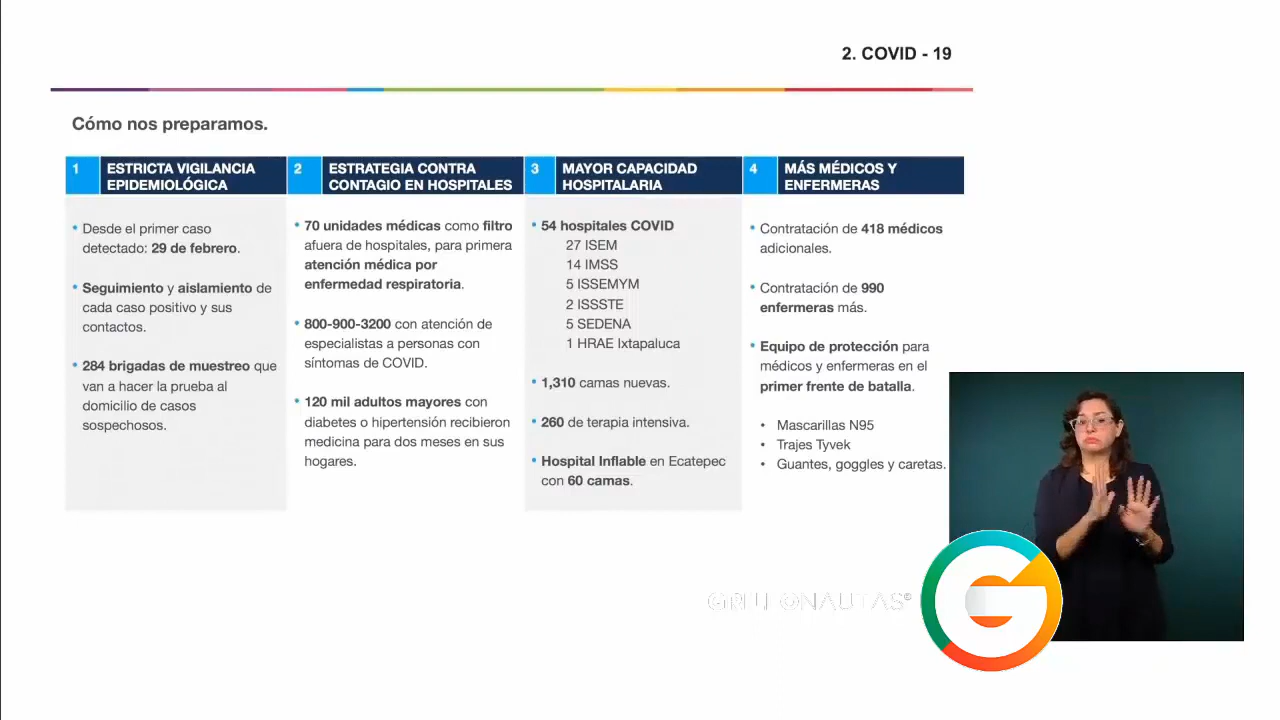 2. COVID - 19
Cómo nos preparamos.
1
ESTRICTA VIGILANCIA
EPIDEMIOLÓGICA
• Desde el primer caso
detectado: 29 de febrero.
• Seguimiento y aislamiento de
cada caso positivo y sus
contactos.
• 284 brigadas de muestreo que
van a hacer la prueba al
domicilio de casos
sospechosos.
2
ESTRATEGIA CONTRA
CONTAGIO EN HOSPITALES
• 70 unidades médicas como filtro
afuera de hospitales, para primera
atención médica por
enfermedad respiratoria.
• 800-900-3200 con atención de
especialistas a personas con
síntomas de COVID.
• 120 mil adultos mayores con
diabetes o hipertensión recibieron
medicina para dos meses en sus
hogares.
3
MAYOR CAPACIDAD
HOSPITALARIA
• 54 hospitales COVID
27 ISEM
14 IMSS
5 ISSEMYM
2 ISSSTE
5 SEDENA
1 HRAE Ixtapaluca
• 1,310 camas nuevas.
• 260 de terapia intensiva.
• Hospital Inflable en Ecatepec
con 60 camas.
4
MÁS MÉDICOS Y
ENFERMERAS
• Contratación de 418 médicos
adicionales.
• Contratación de 990
enfermeras más.
• Equipo de protección para
médicos y enfermeras en el
primer frente de batalla.
• Mascarillas N95
• Trajes Tyvek
• Guantes, goggles y caretas.
G